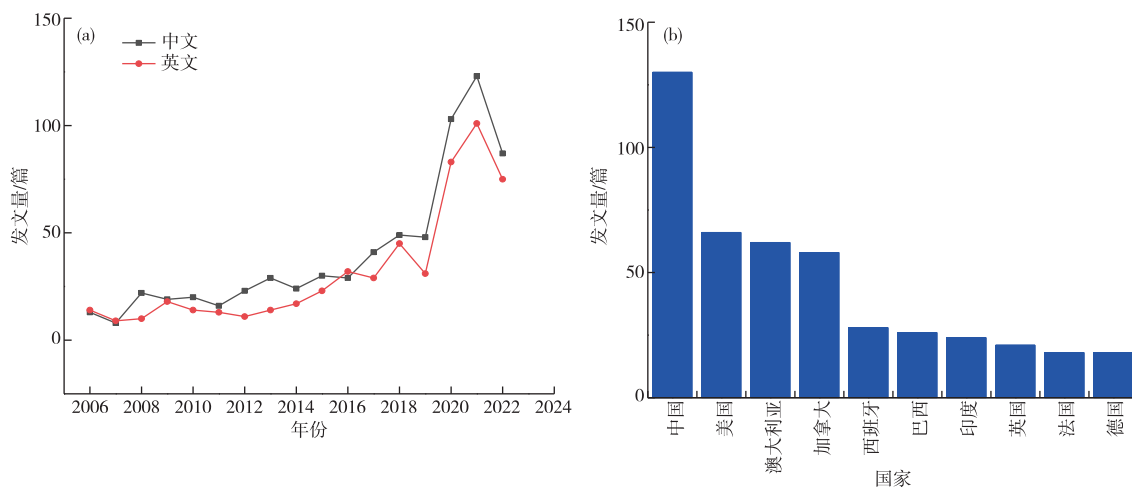 (a)
中文
英文
150
100
50
0
发文量/篇
2006 2008 2010 2012 2014 2016 2018 2020 2022 2024
年份
(b)
150
100
50
0
发文量/篇
中国 美国 澳大利亚 加拿大 西班牙 巴西 印度 英国 法国 德国
国家